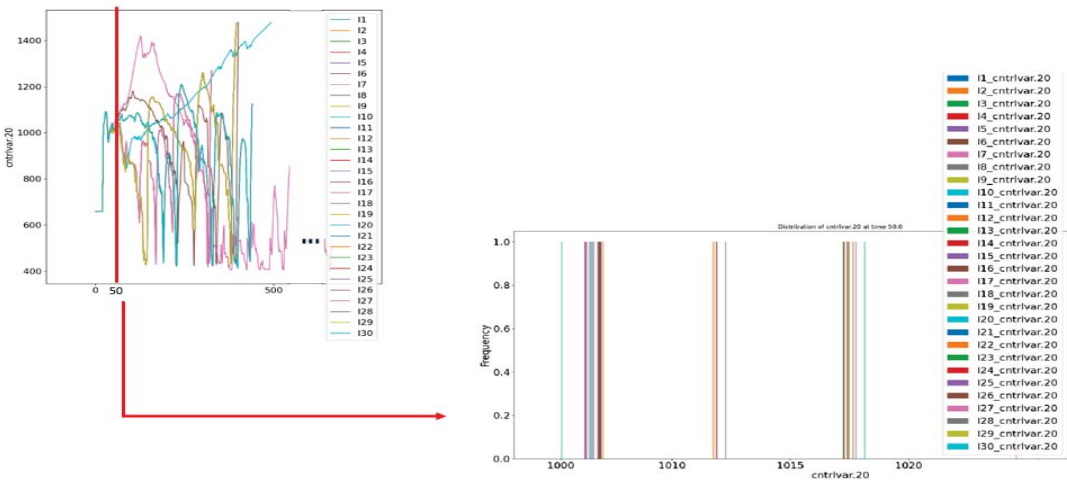 1400
1200
1000
800
600
400
cntrlvar.20
0
50
500
I1
I2
I3
I4
I5
I6
I7
I8
I9
I10
I11
I12
I13
I14
I15
I16
I17
I18
I19
I20
I21
I22
I23
I24
I25
I26
I27
I28
I29
I30
Distribution of cntrlvar.20 at time 50.0
1.0
0.8
0.6
0.4
0.2
0.0
Frequency
1000
1010
1015
1020
cntrlvar.20
I1_cntrlvar.20
I2_cntrlvar.20
I3_cntrlvar.20
I4_cntrlvar.20
I5_cntrlvar.20
I6_cntrlvar.20
I7_cntrlvar.20
I8_cntrlvar.20
I9_cntrlvar.20
I10_cntrlvar.20
I11_cntrlvar.20
I12_cntrlvar.20
I13_cntrlvar.20
I14_cntrlvar.20
I15_cntrlvar.20
I16_cntrlvar.20
I17_cntrlvar.20
I18_cntrlvar.20
I19_cntrlvar.20
I20_cntrlvar.20
I21_cntrlvar.20
I22_cntrlvar.20
I23_cntrlvar.20
I24_cntrlvar.20
I25_cntrlvar.20
I26_cntrlvar.20
I27_cntrlvar.20
I28_cntrlvar.20
I29_cntrlvar.20
I30_cntrlvar.20